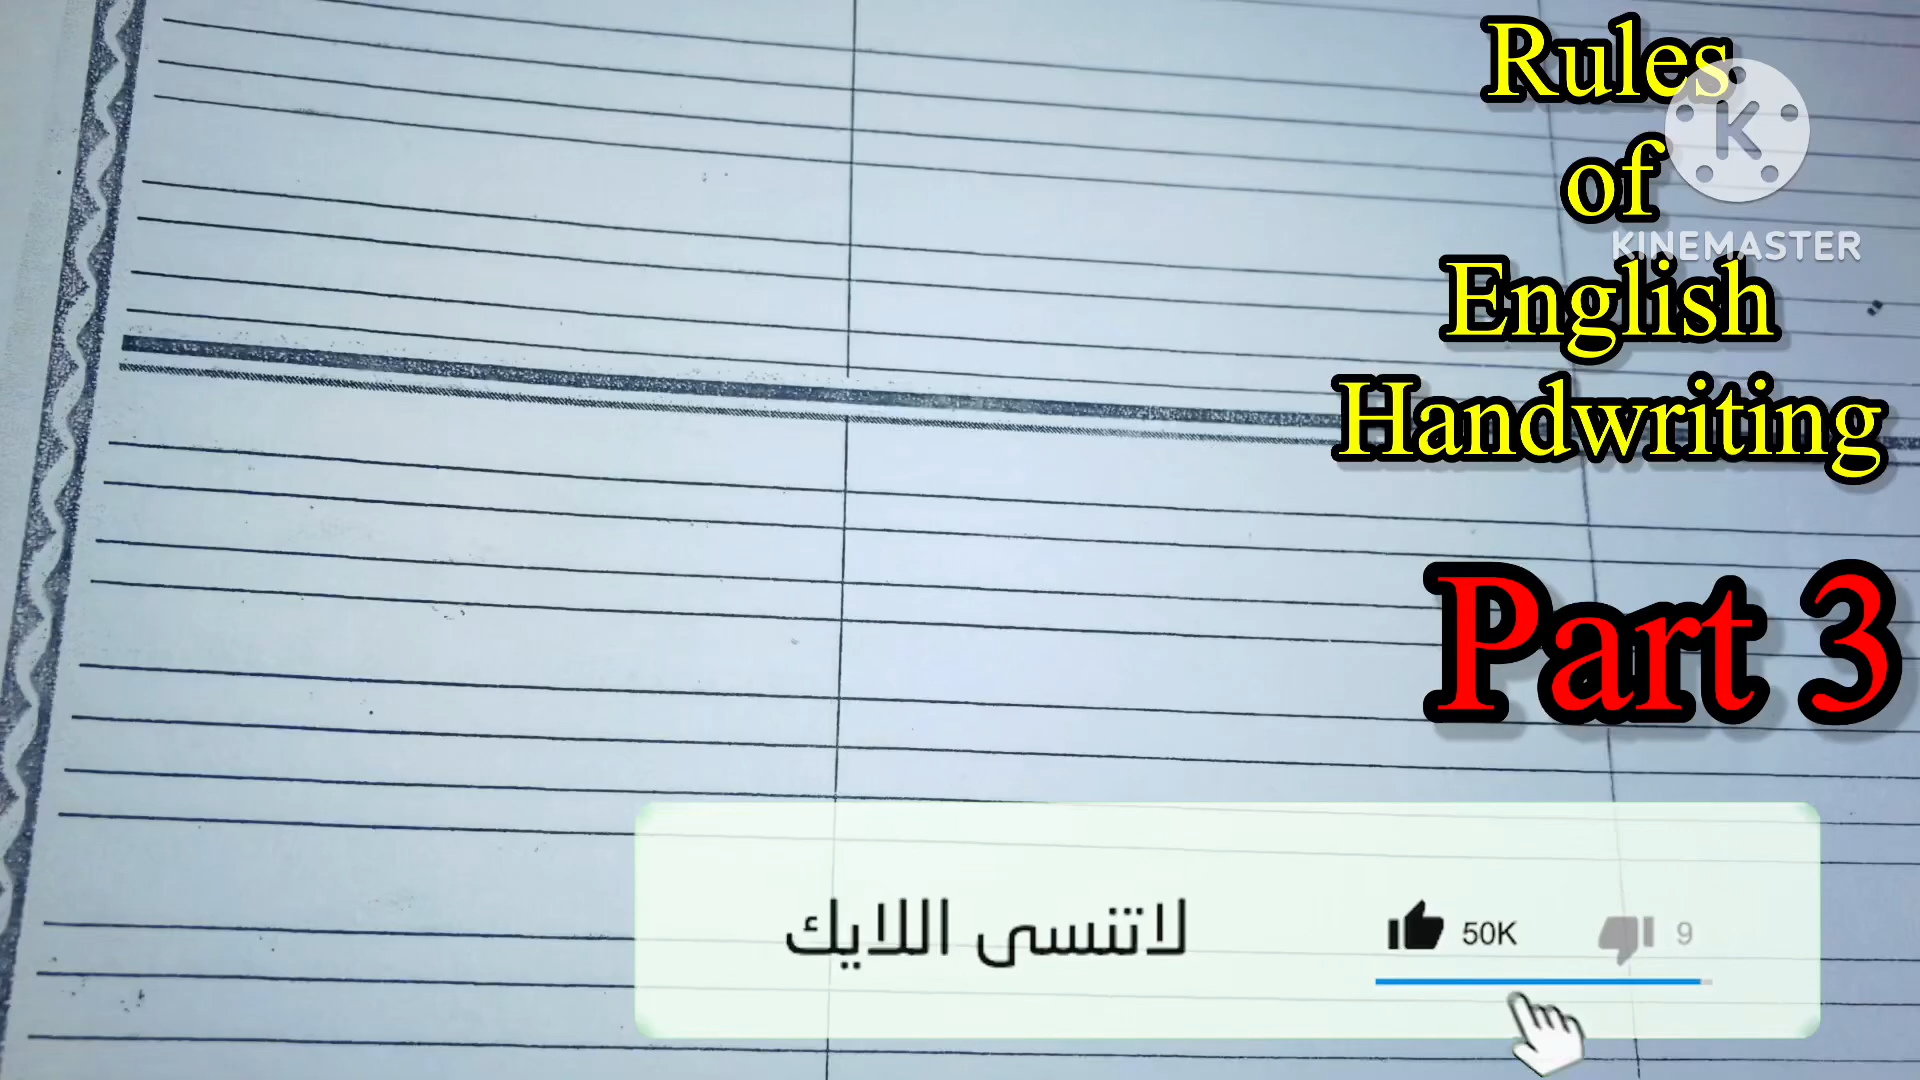 Rules
of
English
Handwriting
K
KINEMASTER
Part 3
لاتنسى اللايك
50K
9